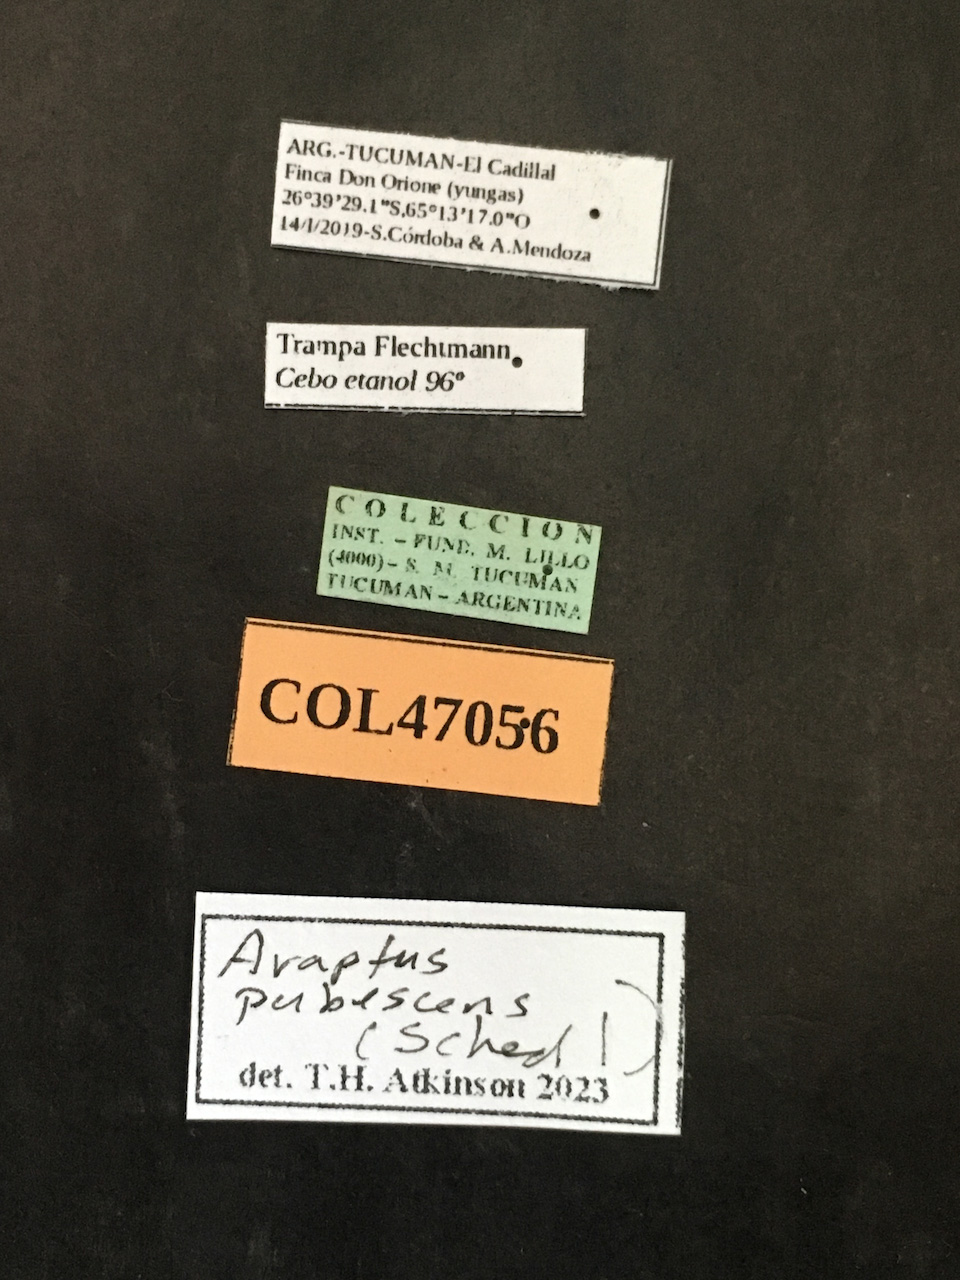 ARG.-TUCUMAN-El Cadillal
Finca Don Orione (yungas)
26°39'29.1"S,65°13'17.0"O
14/I/2019-S.Córdoba & A.Mendoza
Trampa Flechtmann
Cebo etanol 96°
COLECCION
INST. - FUND. M. LILLO
(4000) - S. M. TUCUMAN
TUCUMAN - ARGENTINA
COL47056
Araptus
pubescens
(Schedl)
det. T.H. Atkinson 2023